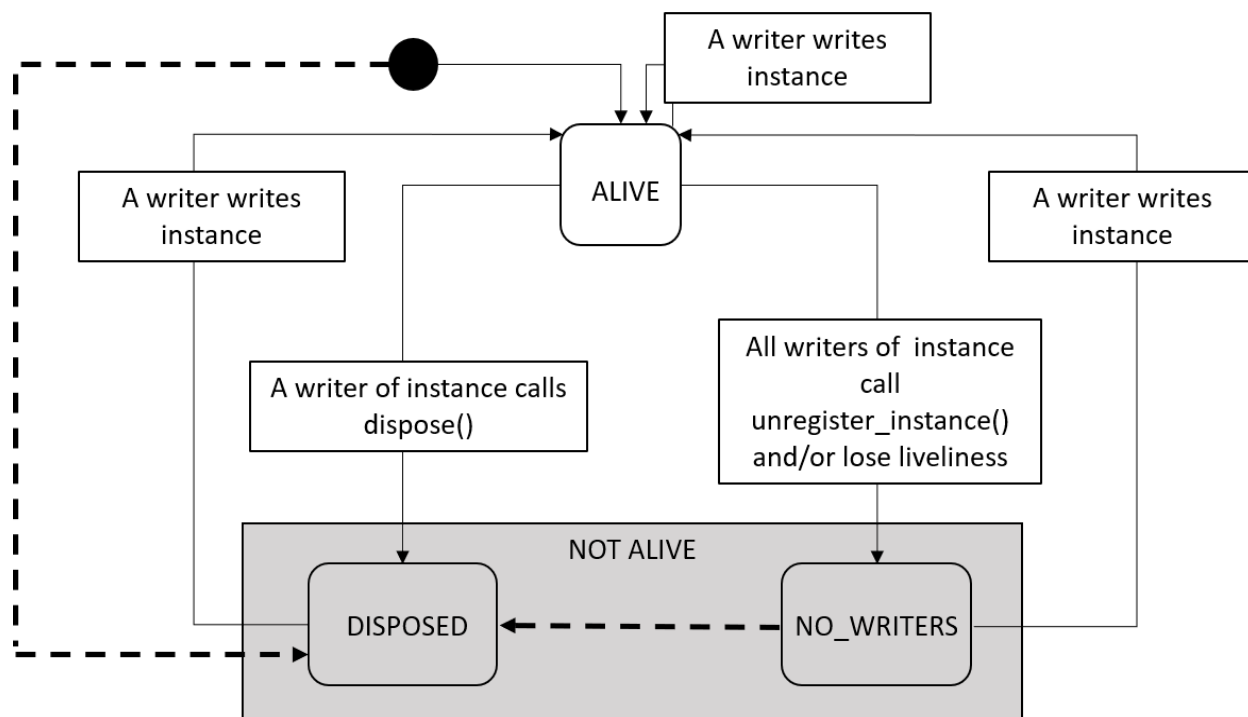 A writer writes
instance
ALIVE
A writer writes
instance
A writer writes
instance
A writer of instance calls
dispose()
All writers of instance
call
unregister_instance()
and/or lose liveliness
NOT ALIVE
DISPOSED
NO_WRITERS